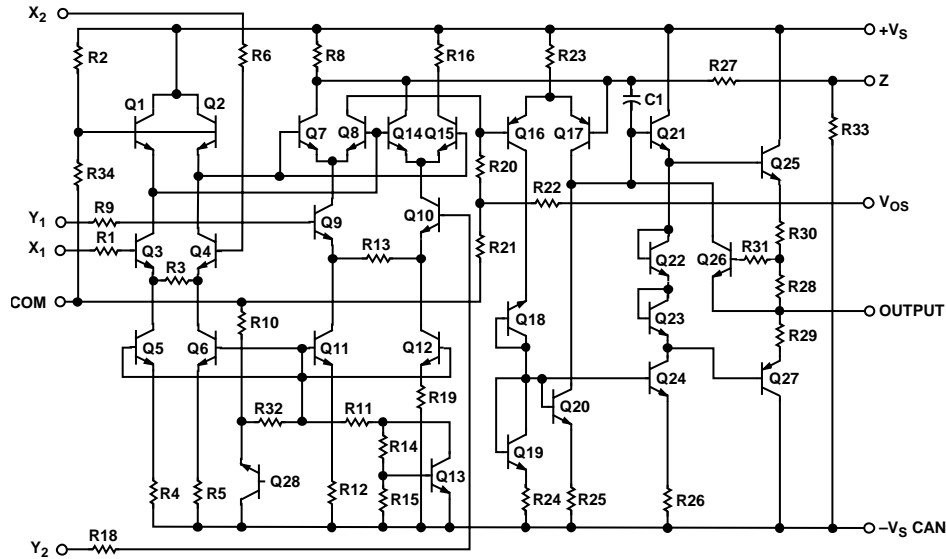 X2
+VS
R2
R6
R8
R16
R23
R27
Z
Q1
Q2
C1
Q7
Q8
Q14
Q15
Q16
Q17
Q21
R33
Q25
R34
R20
R22
VOS
Y1
R9
Q9
Q10
R30
X1
R1
Q3
Q4
R13
R21
Q22
Q26
R31
R3
R28
COM
R10
Q18
Q23
OUTPUT
R29
Q5
Q6
Q11
Q12
Q24
Q27
R19
Q20
R32
R11
R14
Q19
Q28
Q13
R4
R5
R12
R15
R24
R25
R26
–VS CAN
Y2
R18